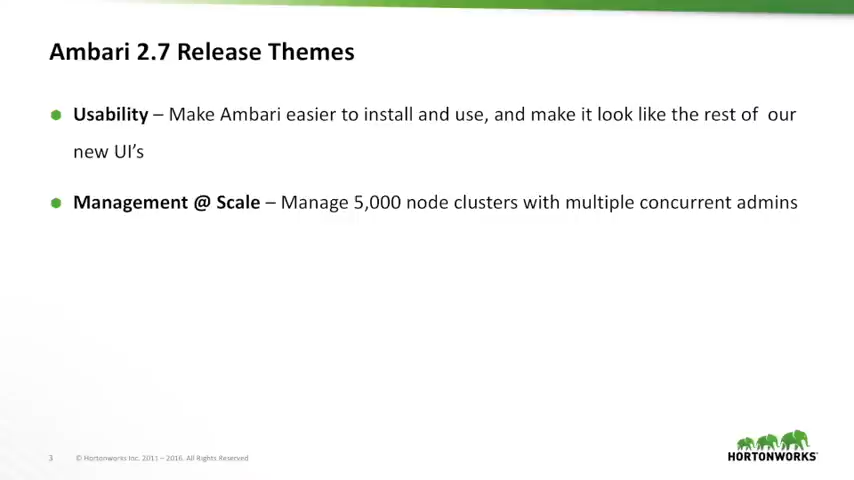 Ambari 2.7 Release Themes
Usability – Make Ambari easier to install and use, and make it look like the rest of our
new UI's
Management @ Scale – Manage 5,000 node clusters with multiple concurrent admins
3 © Hortonworks Inc. 2011 – 2016. All Rights Reserved
HORTONWORKS